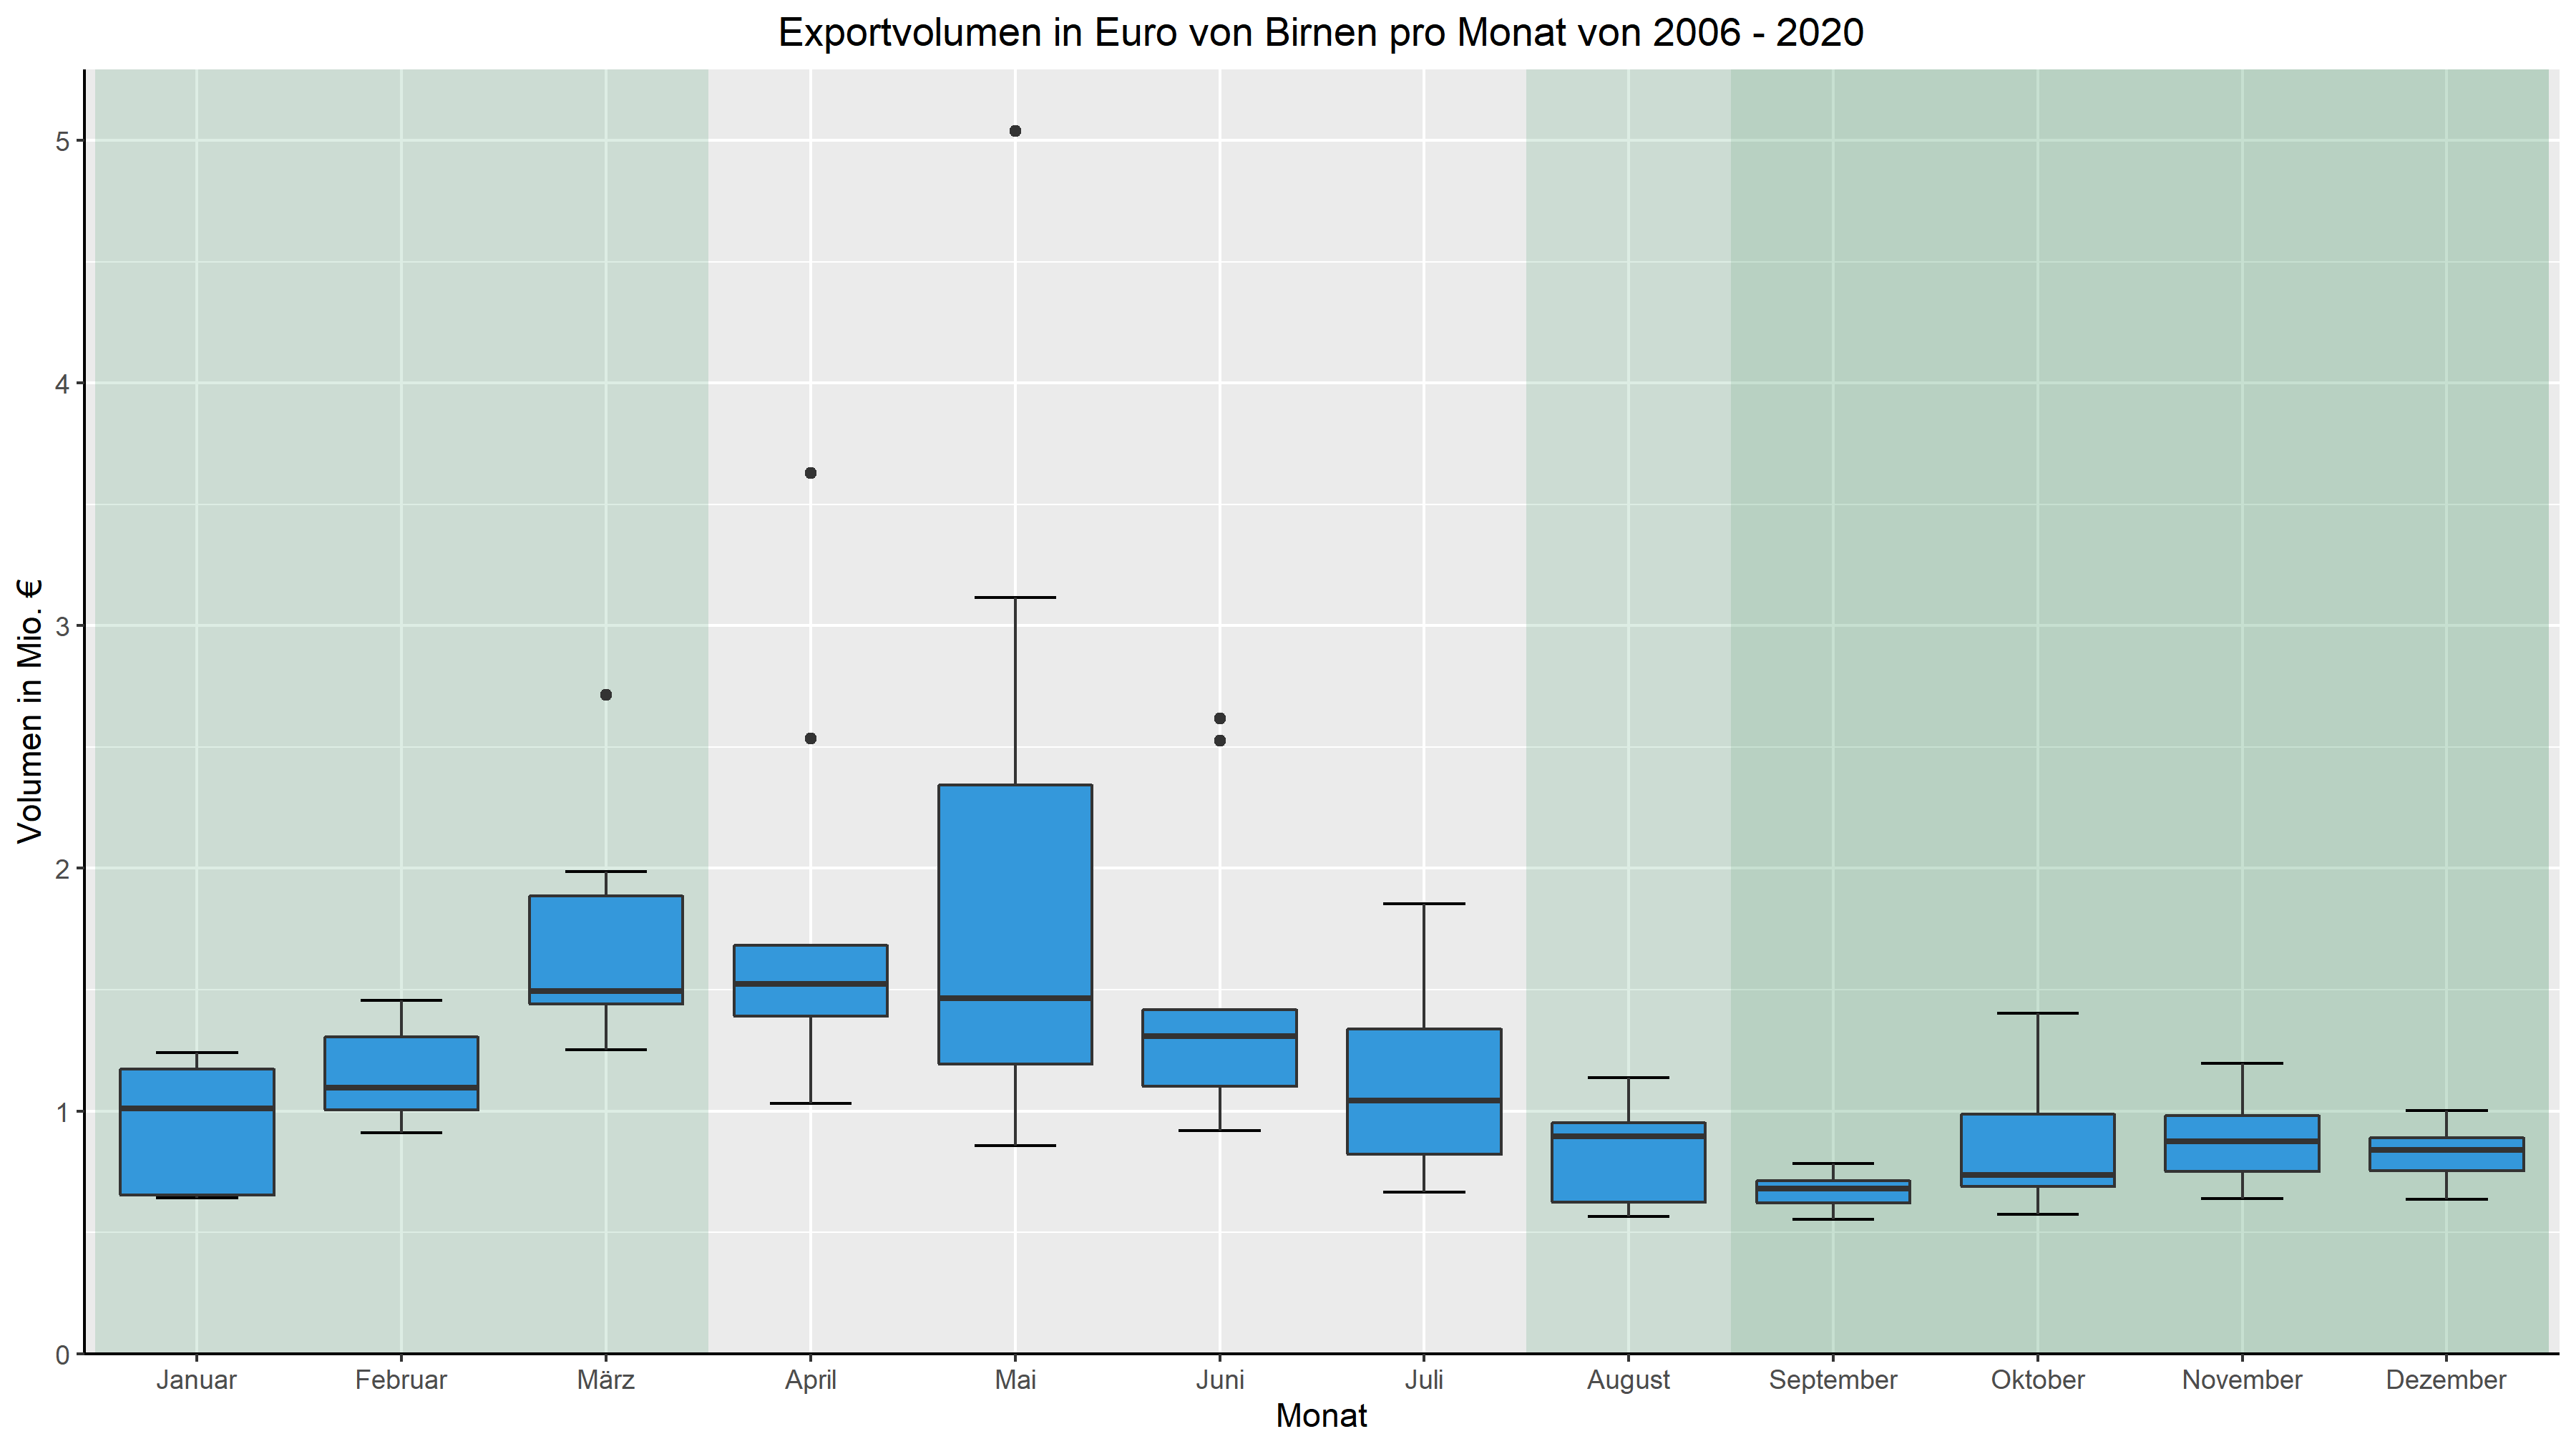 Exportvolumen in Euro von Birnen pro Monat von 2006 - 2020
Volumen in Mio. €
5
4
3
2
1
0
Januar Februar März April Mai Juni Juli August September Oktober November Dezember
Monat